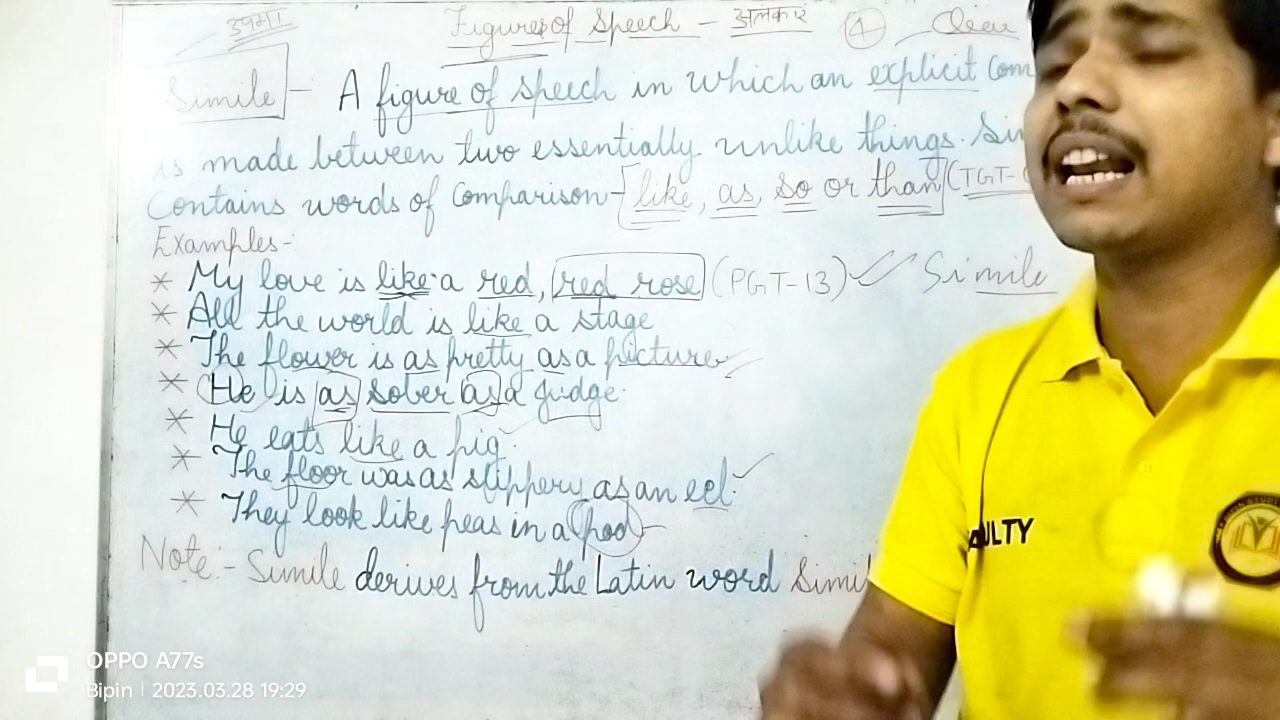 उपमा
Figures of Speech - अलंकार ④
Simile - A figure of speech in which an explicit Com
is made between two essentially unlike things. Sim
Contains words of Comparison - [like, as, so or than] (TGT-
Examples -:
* My love is like a red, red rose (PGT-13) ✓ Simile
* All the world is like a stage
* The flower is as pretty as a picture ✓
* He is as sober as a judge.
* He eats like a pig.
* The floor was as slippery as an eel. ✓
* They look like peas in a pod
Note :- Simile derives from the Latin word Simil
ULTY
OPPO A77s
Bipin | 2023.03.28 19:29